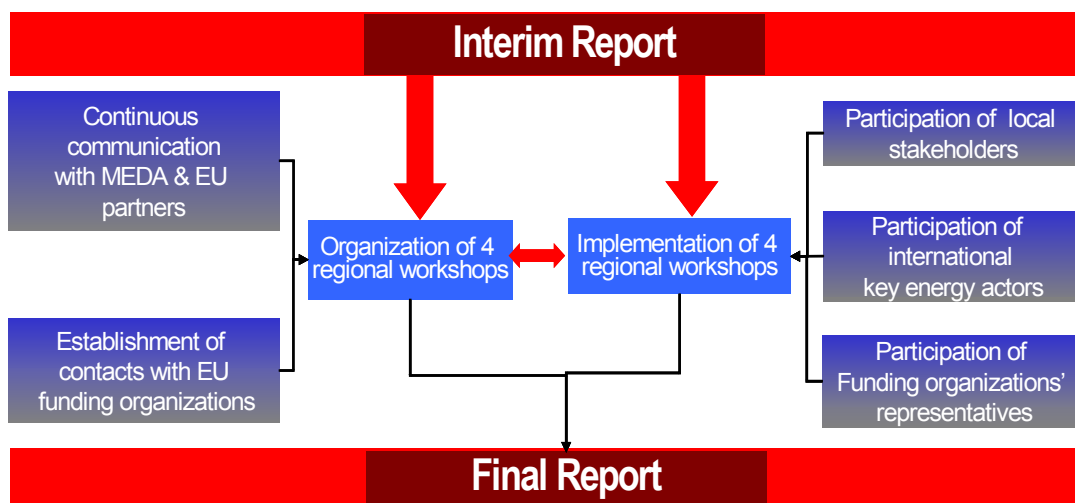 Interim Report
Continuous
communication
with MEDA & EU
partners
Establishment of
contacts with EU
funding organizations
Organization of 4
regional workshops
Implementation of 4
regional workshops
Participation of local
stakeholders
Participation of
international
key energy actors
Participation of
Funding organizations’
representatives
Final Report